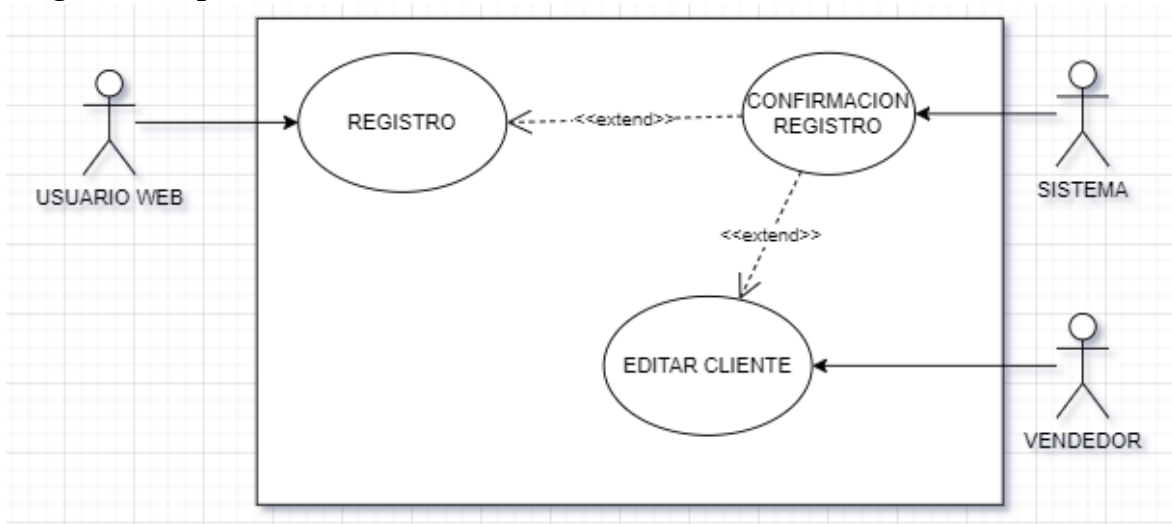 REGISTRO
<<extend>>
CONFIRMACION
REGISTRO
USUARIO WEB
SISTEMA
<<extend>>
EDITAR CLIENTE
VENDEDOR